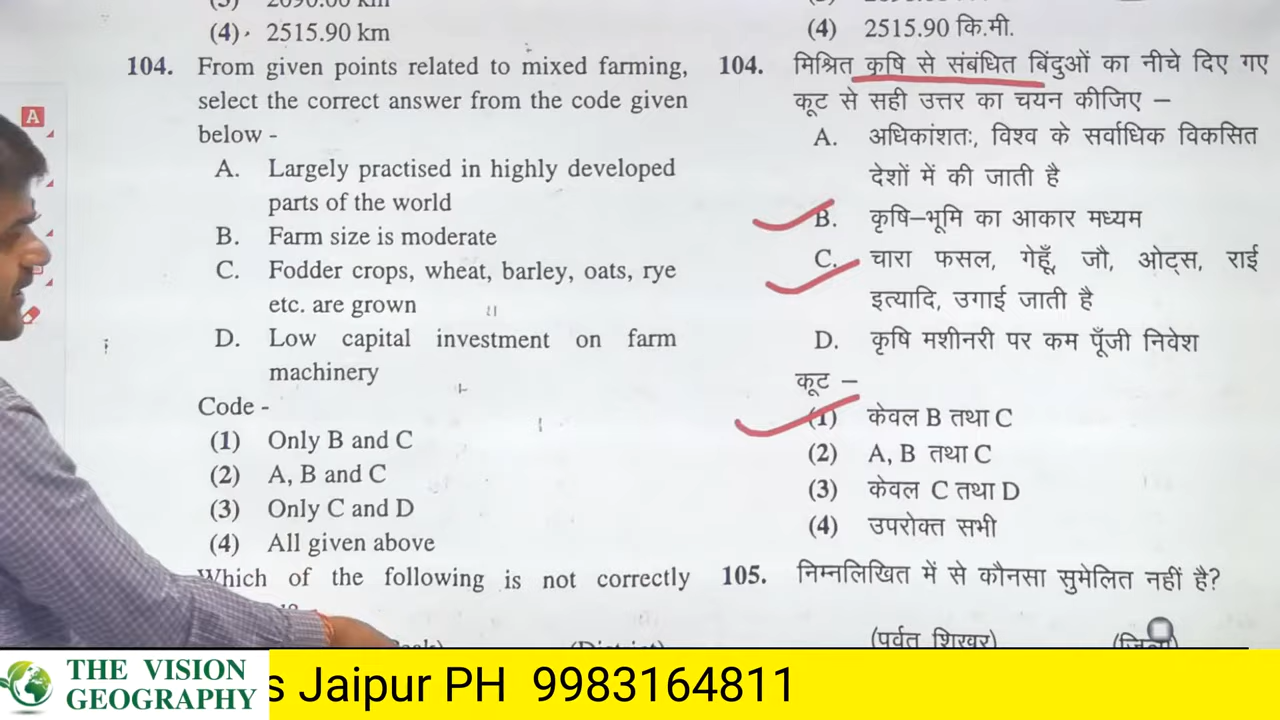 (4) 2515.90 km
104. From given points related to mixed farming,
select the correct answer from the code given
below -
A. Largely practised in highly developed
parts of the world
B. Farm size is moderate
C. Fodder crops, wheat, barley, oats, rye
etc. are grown
D. Low capital investment on farm
machinery
Code -
(1) Only B and C
(2) A, B and C
(3) Only C and D
(4) All given above
Which of the following is not correctly
(4) 2515.90 कि.मी.
104. मिश्रित कृषि से संबंधित बिंदुओं का नीचे दिए गए
कूट से सही उत्तर का चयन कीजिए –
A. अधिकांशतः, विश्व के सर्वाधिक विकसित
देशों में की जाती है
B. कृषि–भूमि का आकार मध्यम
C. चारा फसल, गेहूँ, जौ, ओट्स, राई
इत्यादि, उगाई जाती है
D. कृषि मशीनरी पर कम पूँजी निवेश
कूट –
(1) केवल B तथा C
(2) A, B तथा C
(3) केवल C तथा D
(4) उपरोक्त सभी
105. निम्नलिखित में से कौनसा सुमेलित नहीं है?
(पर्वत शिखर) (जिला)
A
THE VISION
GEOGRAPHY
s Jaipur PH 9983164811